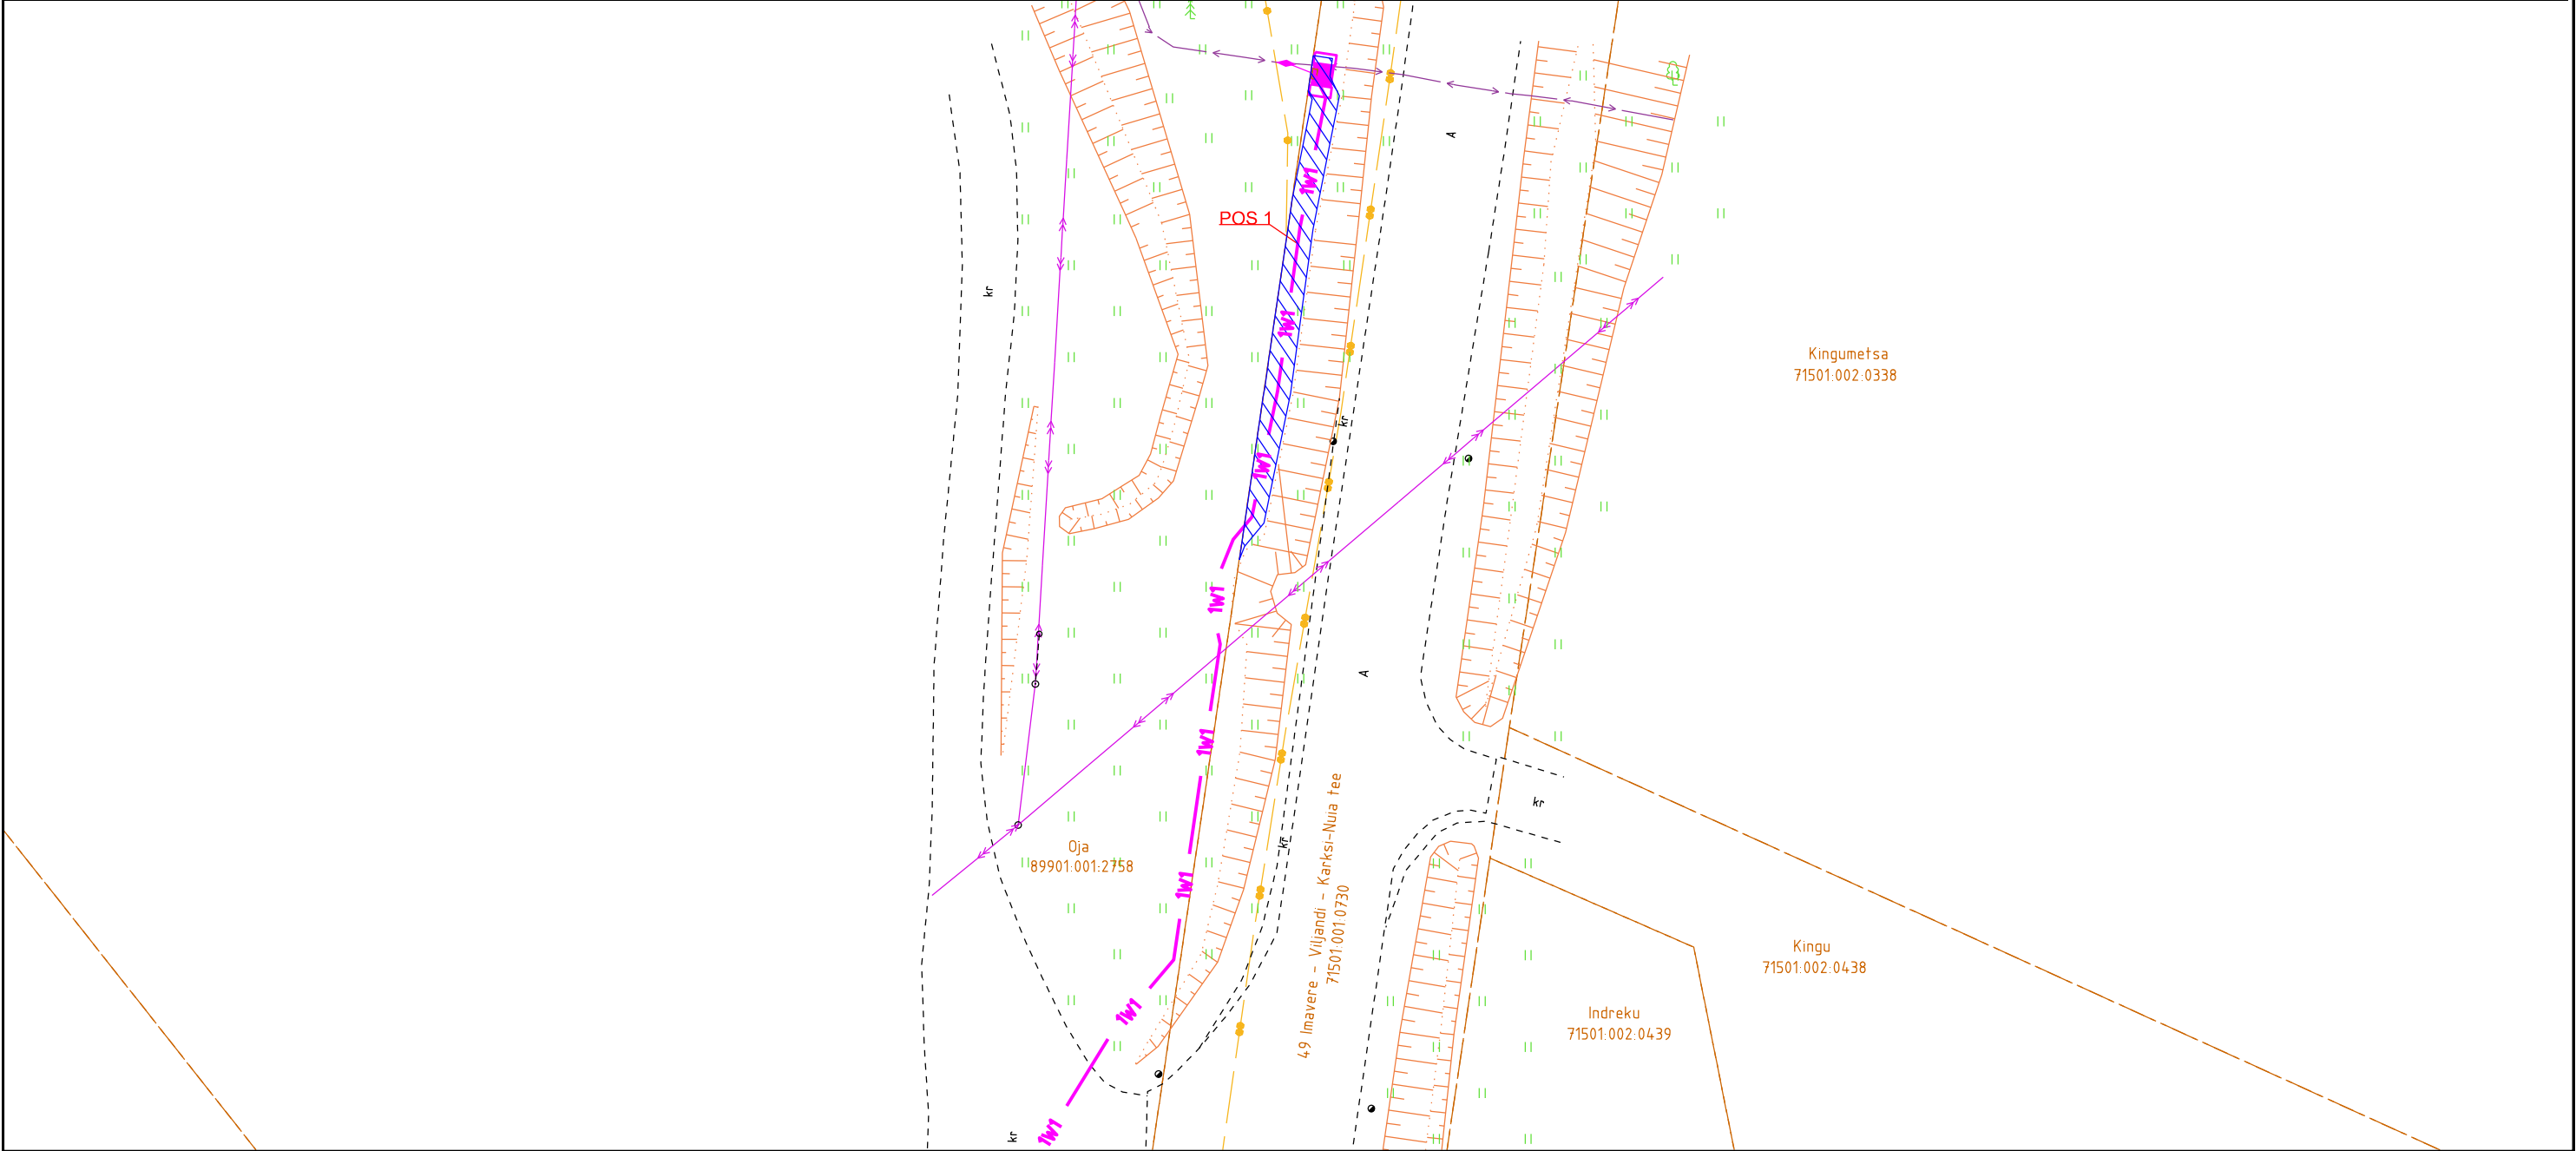 A
1W1
POS 1
kr
1W1
Kingumetsa
71501:002:0338
kr
1W1
1W1
A
1W1
kr
kr
Oja
89901:001:2758
1W1
49 Imavere - Viljandi - Karksi-Nuia tee
71501:001:0730
Kingu
71501:002:0438
1W1
Indreku
71501:002:0439
1W1
kr